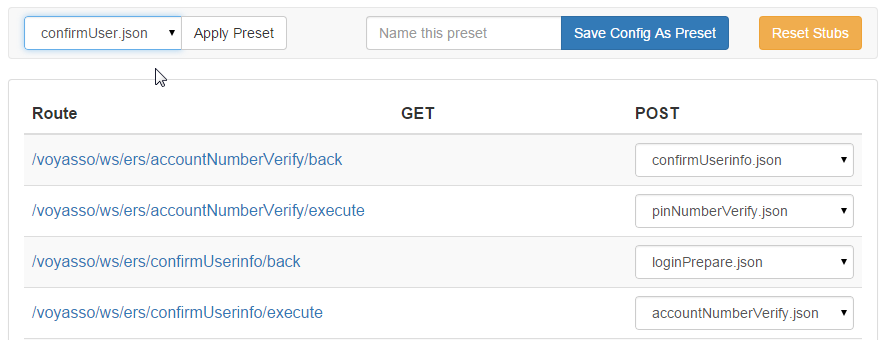 confirmUser.json Apply Preset Name this preset Save Config As Preset Reset Stubs
Route GET POST
/voyasso/ws/ers/accountNumberVerify/back confirmUserinfo.json
/voyasso/ws/ers/accountNumberVerify/execute pinNumberVerify.json
/voyasso/ws/ers/confirmUserinfo/back loginPrepare.json
/voyasso/ws/ers/confirmUserinfo/execute accountNumberVerify.json